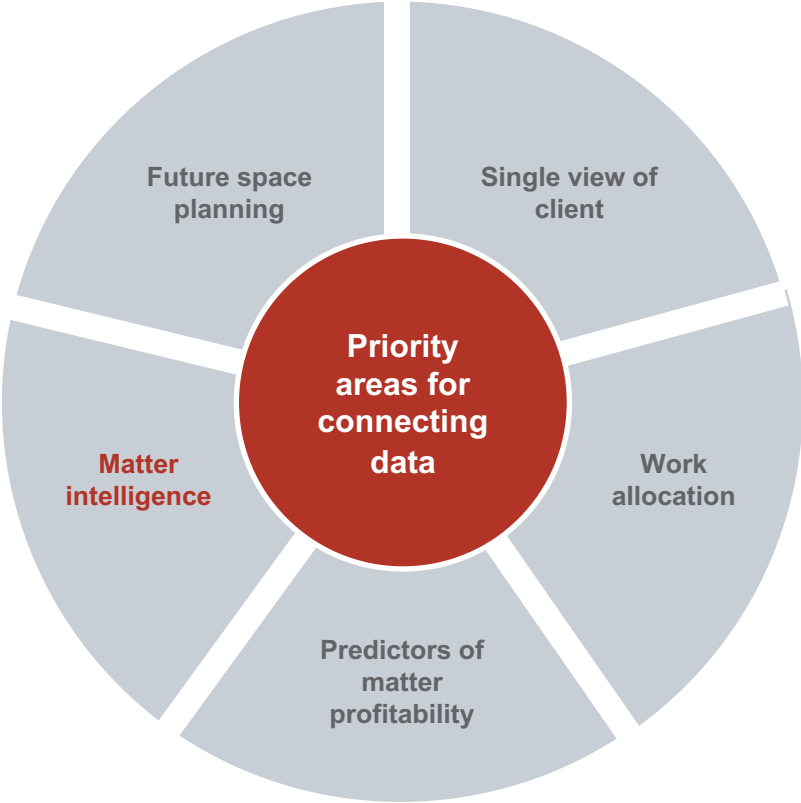 Future space
planning
Single view of
client
Priority
areas for
connecting
data
Matter
intelligence
Work
allocation
Predictors of
matter
profitability